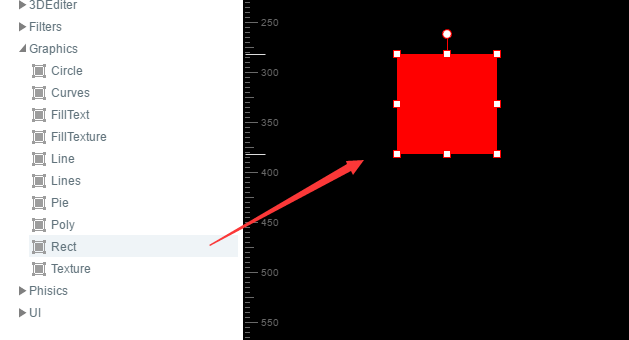 3DEditer
Filters
Graphics
Circle
Curves
FillText
FillTexture
Line
Lines
Pie
Poly
Rect
Texture
Phisics
UI
250
300
350
400
450
500
550